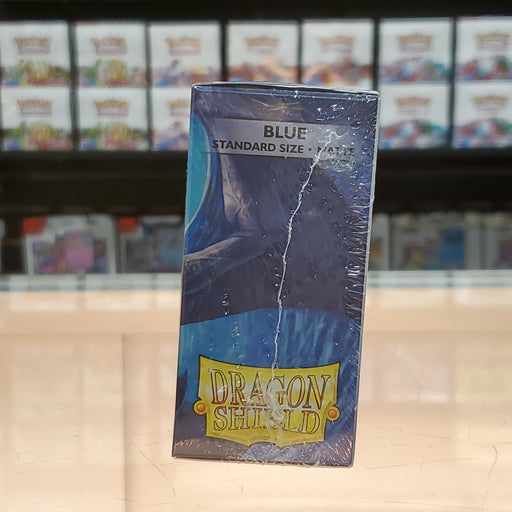 BLUE
STANDARD SIZE • MATTE
DRAGON
SHIELD